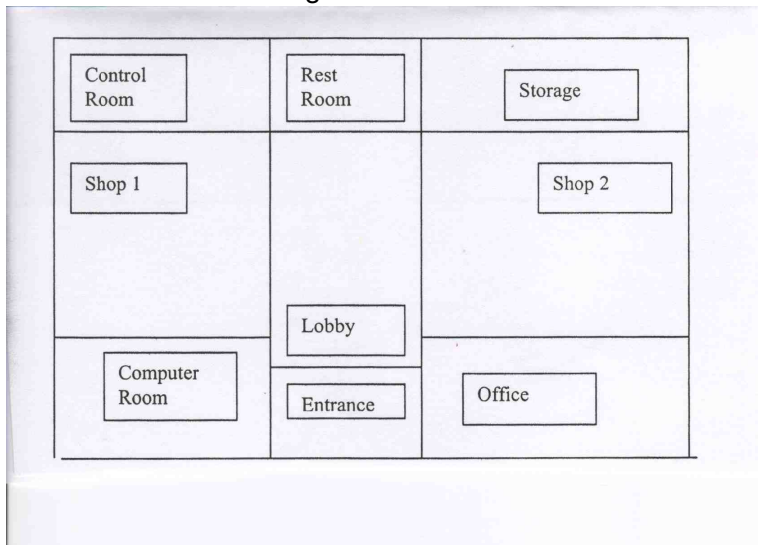 Control
Room
Rest
Room
Storage
Shop 1
Shop 2
Lobby
Computer
Room
Entrance
Office